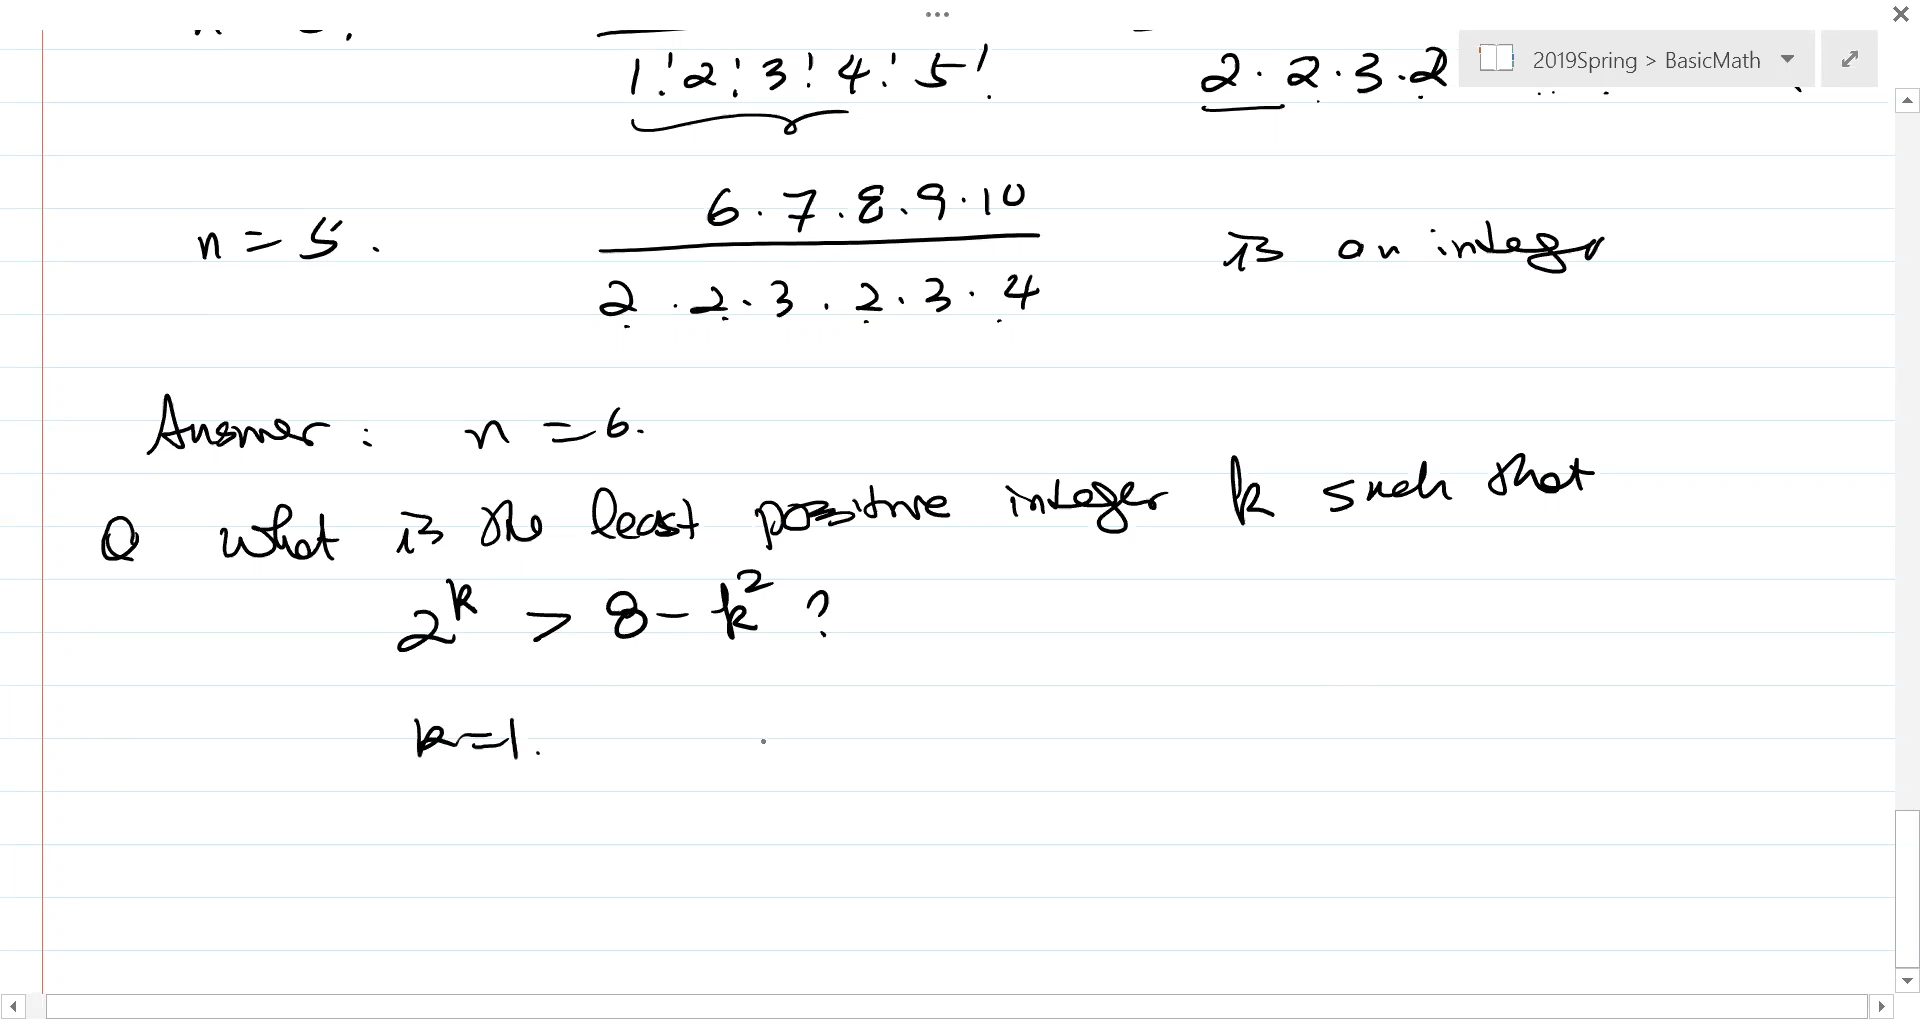 1!2!3!4!5!
2·2·3·2
2019Spring > BasicMath
n=5. 6·7·8·9·10 / 2·2·3·2·3·4 is an integer
Answer: n=6.
Q what is the least positive integer k such that
2^k > 8-k^2 ?
k=1.